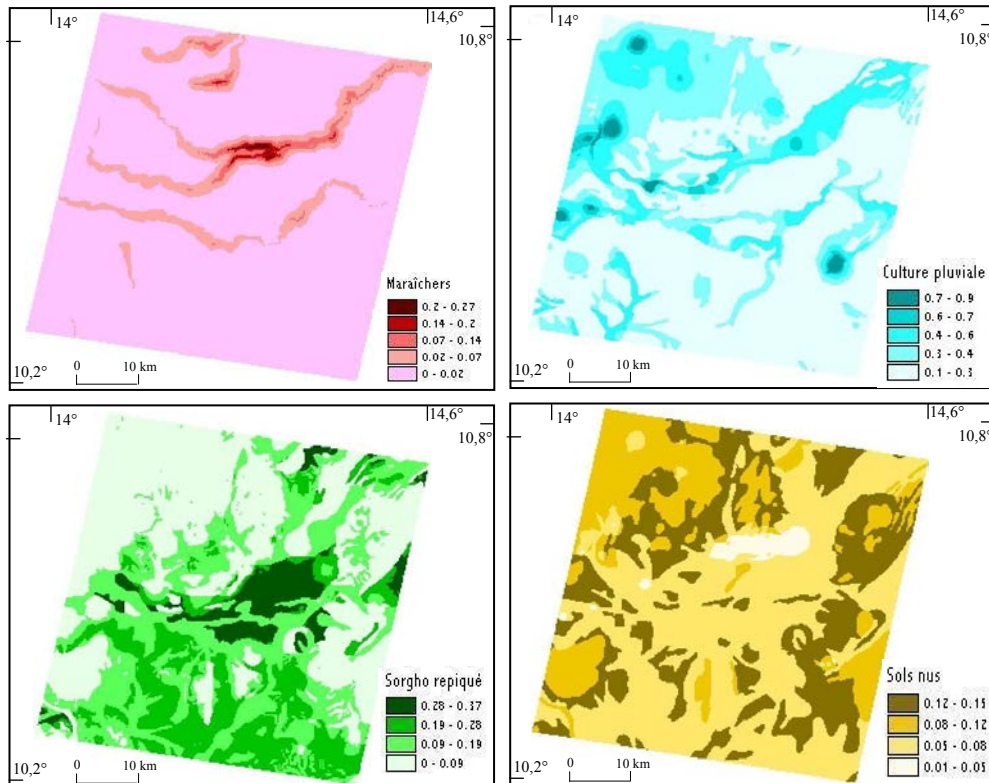 14°
14,6°
10,8°
Maraîchers
0.2 - 0.27
0.14 - 0.2
0.07 - 0.14
0.02 - 0.07
0 - 0.02
0 10 km
10,2°
14°
14,6°
10,8°
Culture pluviale
0.7 - 0.9
0.6 - 0.7
0.4 - 0.6
0.3 - 0.4
0.1 - 0.3
0 10 km
10,2°
14°
14,6°
10,8°
Sorgho repiqué
0.28 - 0.37
0.19 - 0.28
0.09 - 0.19
0 - 0.09
0 10 km
10,2°
14°
14,6°
10,8°
Sols nus
0.12 - 0.15
0.08 - 0.12
0.05 - 0.08
0.01 - 0.05
0 10 km
10,2°